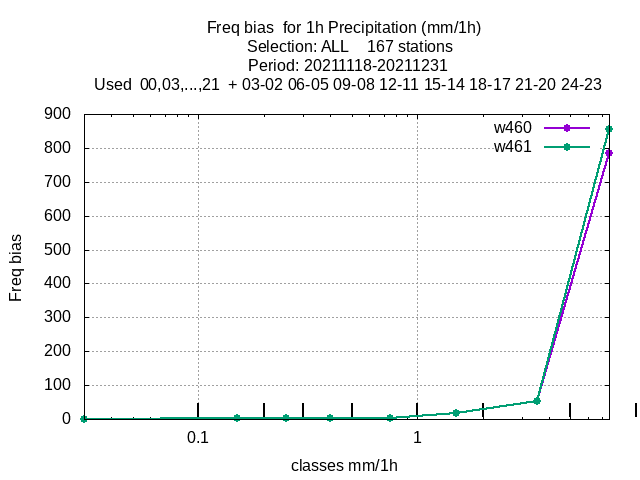 Freq bias  for 1h Precipitation (mm/1h)
Selection: ALL    167 stations
Period: 20211118-20211231
Used  00,03,...,21  + 03-02 06-05 09-08 12-11 15-14 18-17 21-20 24-23
w460
w461
900
800
700
600
500
400
300
200
100
0
Freq bias
0.1
1
classes mm/1h